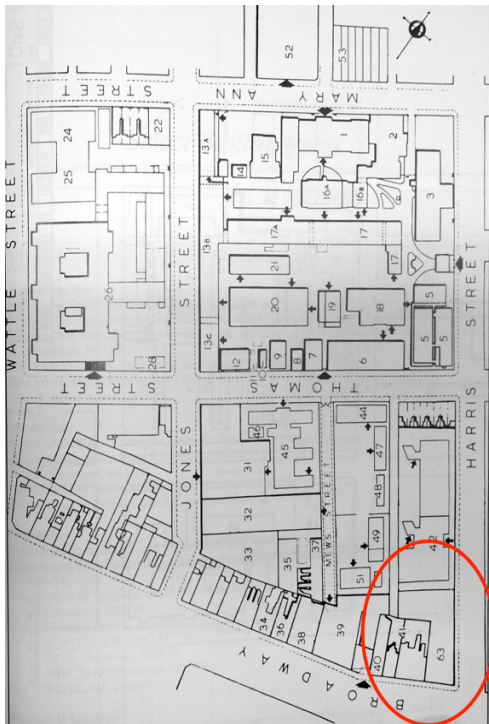 52
53
STREET
ANN
MARY
24
22
25
13A
15
1
2
14
16A
16B
3
WATTLE STREET
STREET
13B
17A
17
17
21
26
20
19
18
5
5
5
13C
28
12
10
9
8
7
6
STREET
THOMAS
HARRIS STREET
JONES
46
45
44
31
47
32
48
33
35
37
MEWS STREET
49
42
51
34
36
38
39
41
40
63
BROADWAY